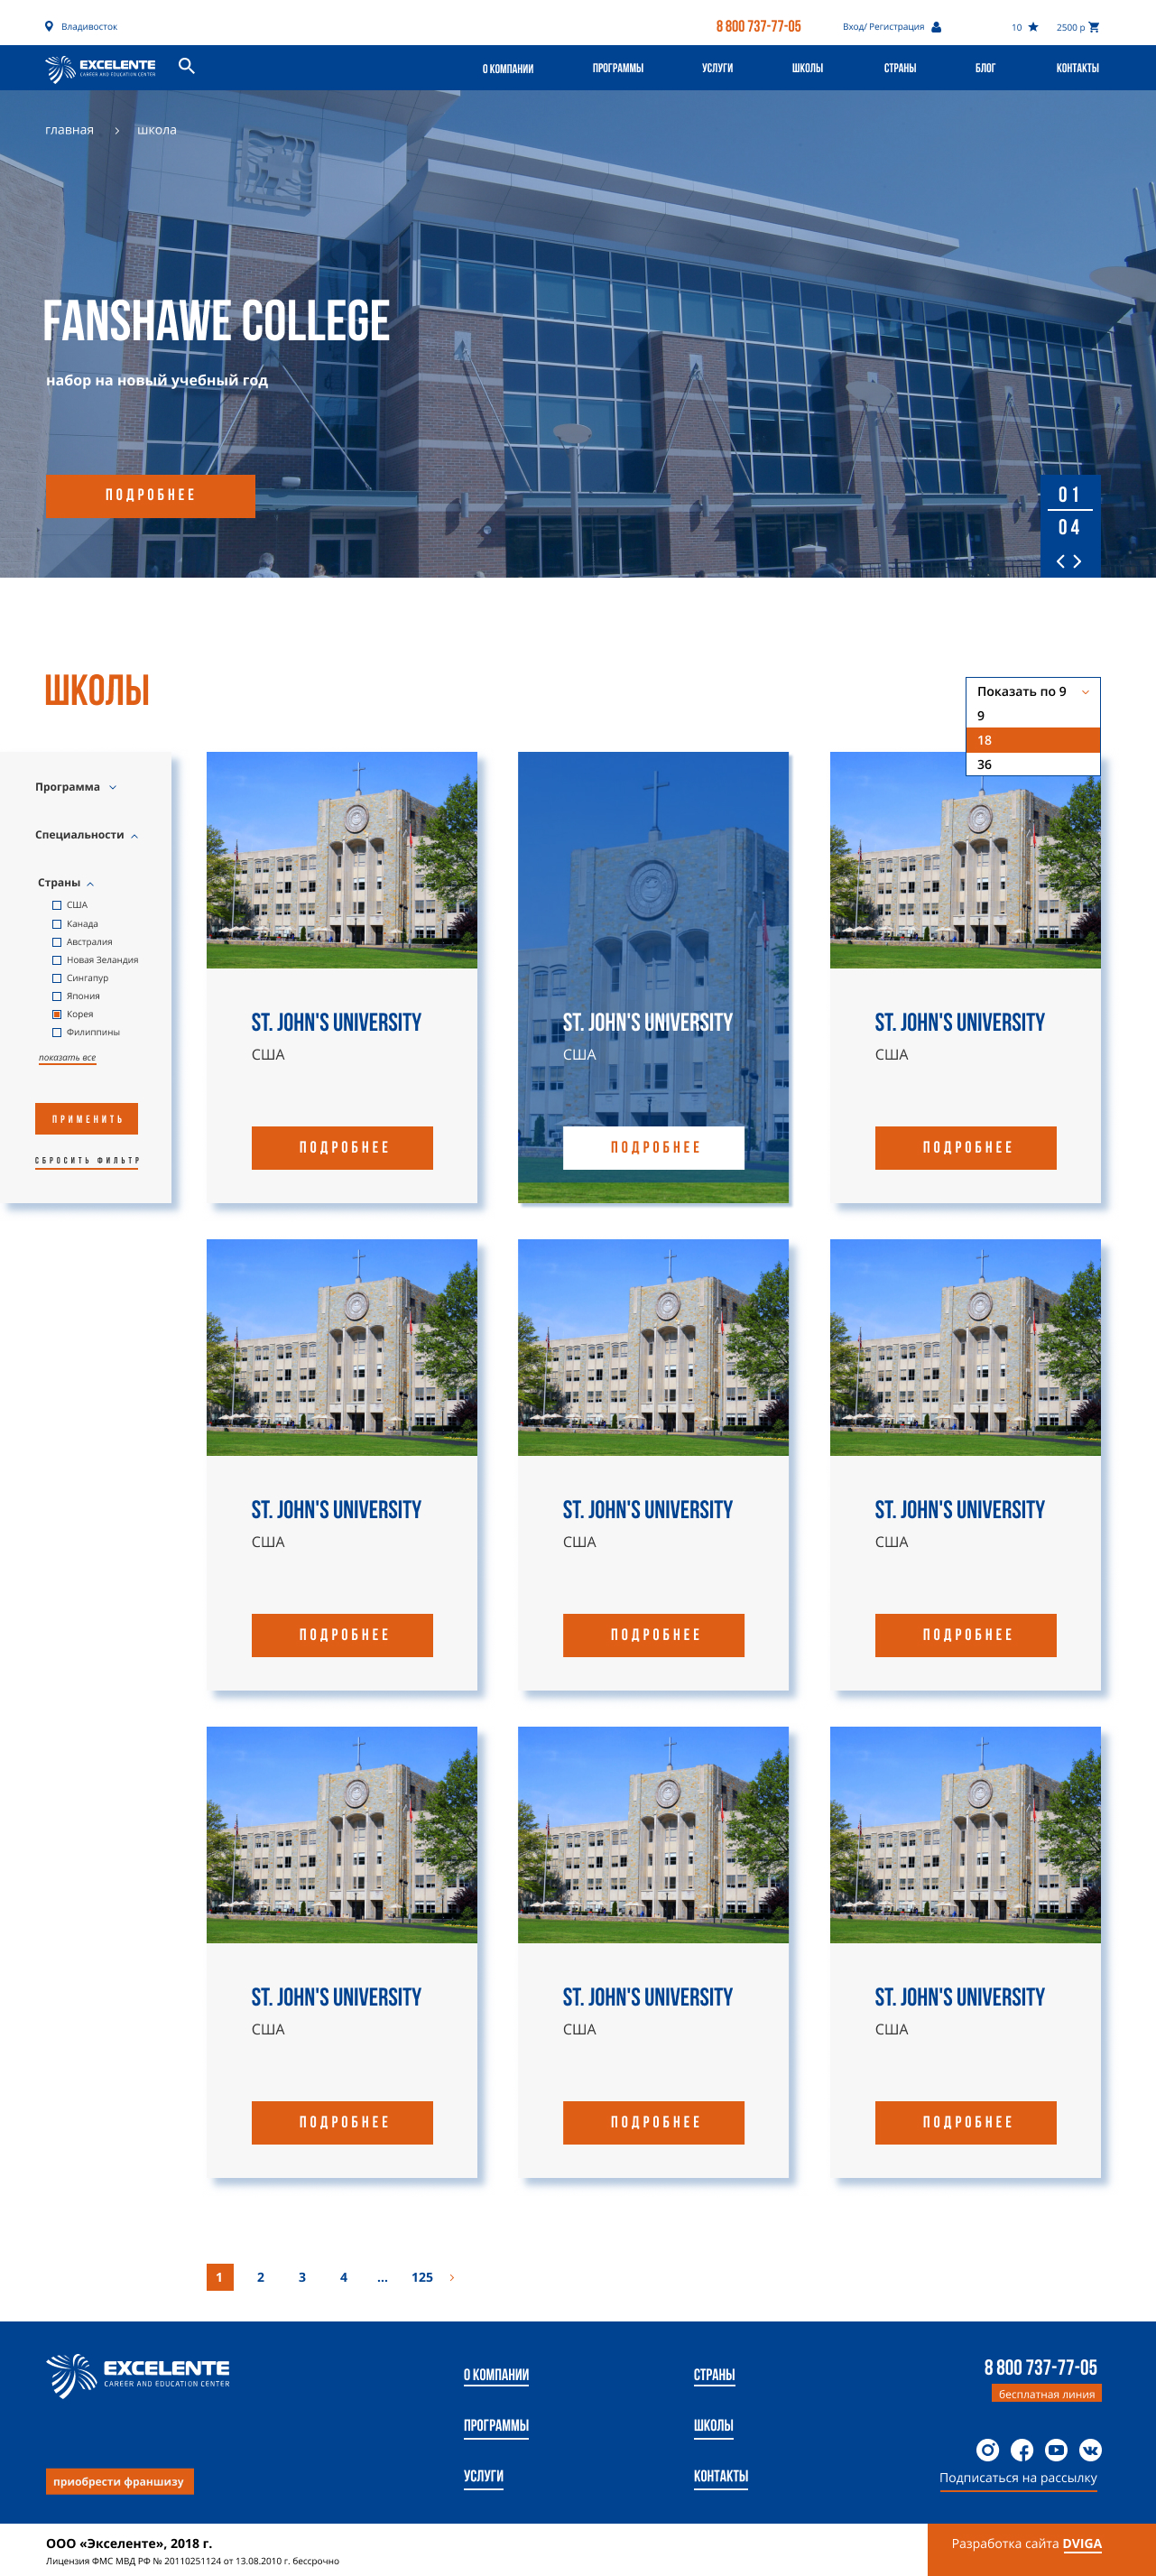 Владивосток
8 800 737-77-05
Вход/ Регистрация
10
2500 р
EXCELENTE
CAREER AND EDUCATION CENTER
О КОМПАНИИ
ПРОГРАММЫ
УСЛУГИ
ШКОЛЫ
СТРАНЫ
БЛОГ
КОНТАКТЫ
главная > школа
FANSHAWE COLLEGE
набор на новый учебный год
ПОДРОБНЕЕ
01
04
ШКОЛЫ
Показать по 9
9
18
36
Программа
Специальности
Страны
США
Канада
Австралия
Новая Зеландия
Сингапур
Япония
Корея
Филиппины
показать все
ПРИМЕНИТЬ
СБРОСИТЬ ФИЛЬТР
ST. JOHN'S UNIVERSITY
США
ПОДРОБНЕЕ
ST. JOHN'S UNIVERSITY
США
ПОДРОБНЕЕ
ST. JOHN'S UNIVERSITY
США
ПОДРОБНЕЕ
ST. JOHN'S UNIVERSITY
США
ПОДРОБНЕЕ
ST. JOHN'S UNIVERSITY
США
ПОДРОБНЕЕ
ST. JOHN'S UNIVERSITY
США
ПОДРОБНЕЕ
ST. JOHN'S UNIVERSITY
США
ПОДРОБНЕЕ
ST. JOHN'S UNIVERSITY
США
ПОДРОБНЕЕ
ST. JOHN'S UNIVERSITY
США
ПОДРОБНЕЕ
1 2 3 4 ... 125 >
EXCELENTE
CAREER AND EDUCATION CENTER
приобрести франшизу
О КОМПАНИИ
ПРОГРАММЫ
УСЛУГИ
СТРАНЫ
ШКОЛЫ
КОНТАКТЫ
8 800 737-77-05
бесплатная линия
Подписаться на рассылку
ООО «Экселенте», 2018 г.
Лицензия ФМС МВД РФ № 20110251124 от 13.08.2010 г. бессрочно
Разработка сайта DVIGA